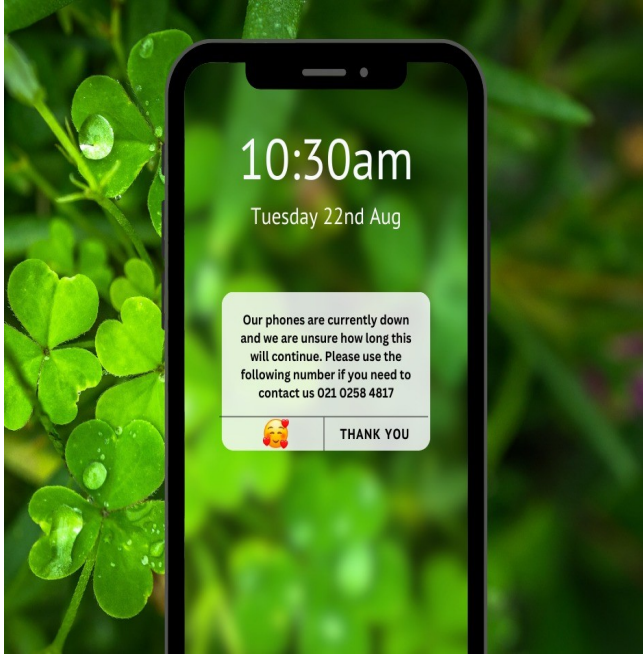 10:30am
Tuesday 22nd Aug
Our phones are currently down
and we are unsure how long this
will continue. Please use the
following number if you need to
contact us 021 0258 4817
THANK YOU